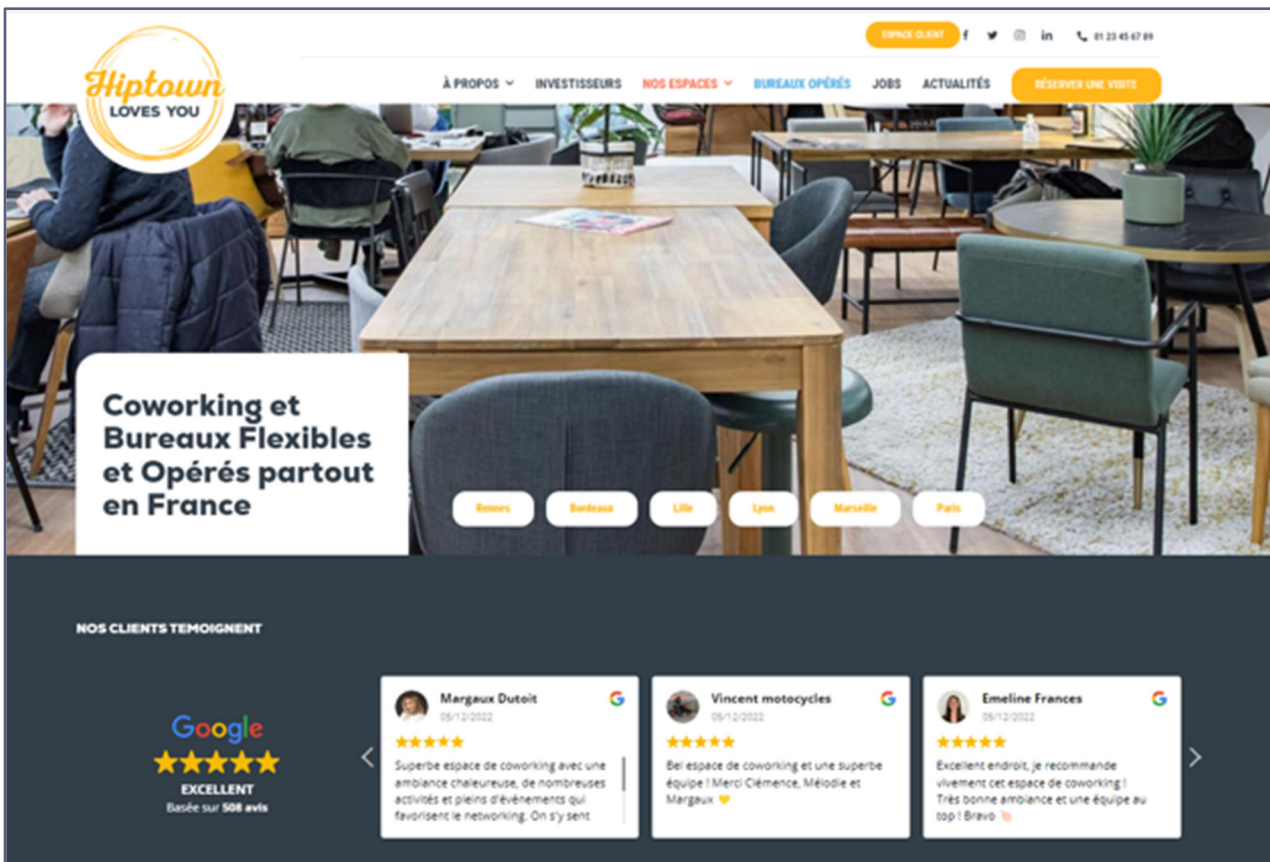 Hiptown
LOVES YOU
ESPACE CLIENT
01 23 45 67 89
À PROPOS
INVESTISSEURS
NOS ESPACES
BUREAUX OPÉRÉS
JOBS
ACTUALITÉS
RÉSERVER UNE VISITE
Coworking et
Bureaux Flexibles
et Opérés partout
en France
Rennes
Bordeaux
Lille
Lyon
Marseille
Paris
NOS CLIENTS TEMOIGNENT
Google
EXCELLENT
Basée sur 508 avis
Margaux Dutoit
05/12/2022
Superbe espace de coworking avec une
ambiance chaleureuse, de nombreuses
activités et pleins d'événements qui
favorisent le networking. On s'y sent
Vincent motocycles
05/12/2022
Bel espace de coworking et une superbe
équipe ! Merci Clémence, Mélodie et
Margaux 💛
Emeline Frances
05/12/2022
Excellent endroit, je recommande
vivement cet espace de coworking !
Très bonne ambiance et une équipe au
top ! Bravo 👏🏻